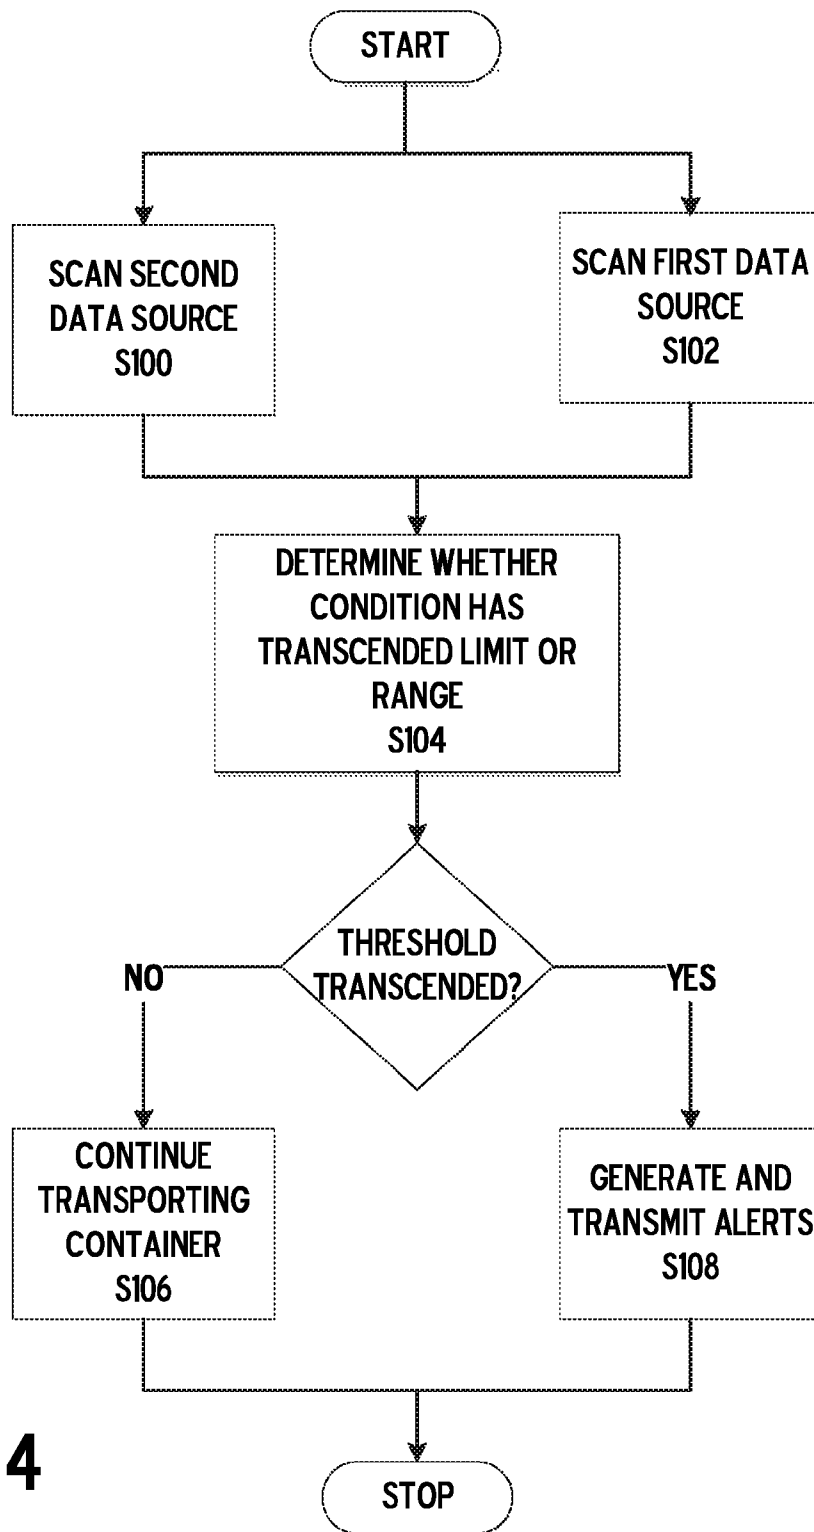 START
SCAN SECOND
DATA SOURCE
S100
SCAN FIRST DATA
SOURCE
S102
DETERMINE WHETHER
CONDITION HAS
TRANSCENDED LIMIT OR
RANGE
S104
THRESHOLD
TRANSCENDED?
NO
YES
CONTINUE
TRANSPORTING
CONTAINER
S106
GENERATE AND
TRANSMIT ALERTS
S108
STOP
4